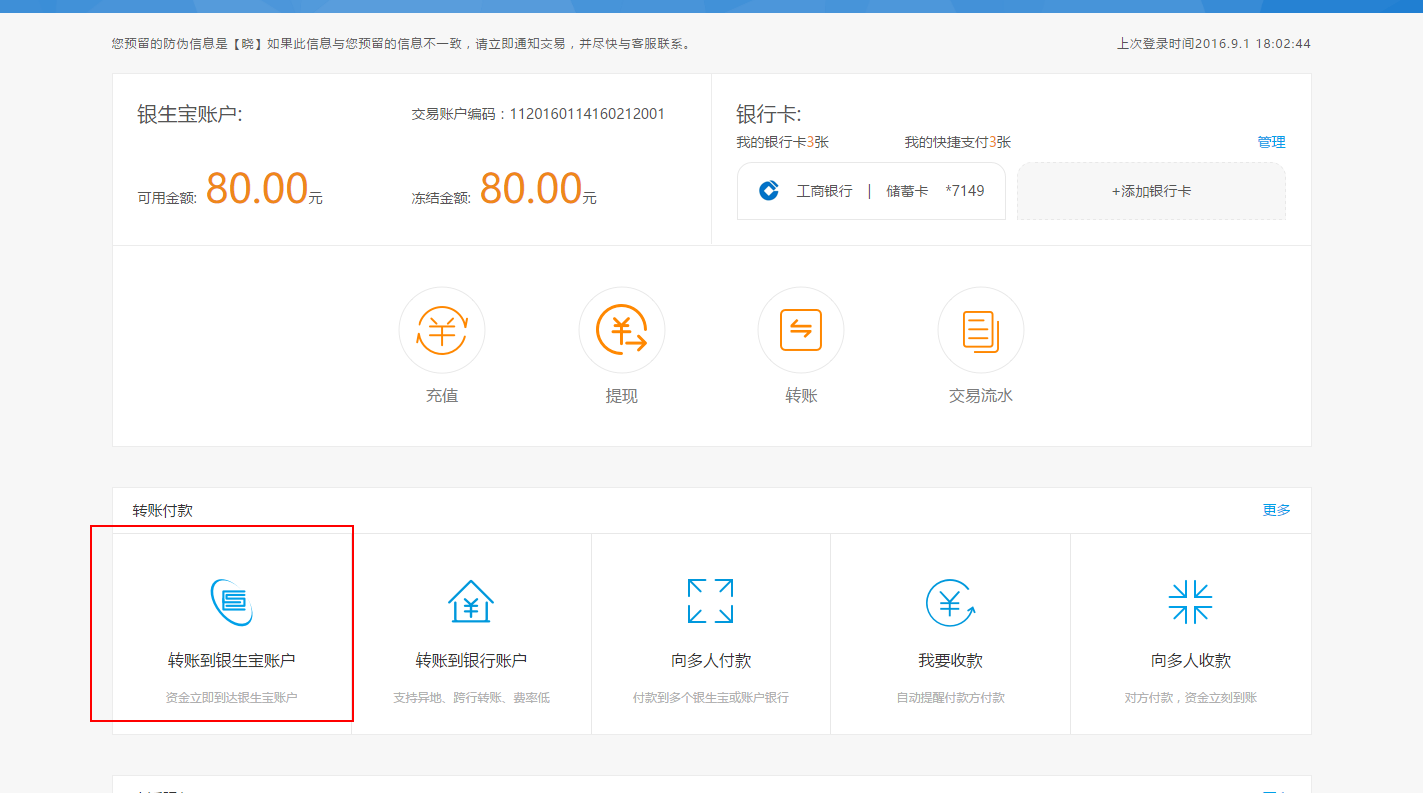 您预留的防伪信息是【晓】如果此信息与您预留的信息不一致，请立即通知交易，并尽快与客服联系。
上次登录时间2016.9.1 18:02:44
银生宝账户:
交易账户编码：1120160114160212001
可用金额: 80.00元
冻结金额: 80.00元
银行卡:
我的银行卡3张
我的快捷支付3张
管理
工商银行 | 储蓄卡 *7149
+添加银行卡
充值
提现
转账
交易流水
转账付款
更多
转账到银生宝账户
资金立即到达银生宝账户
转账到银行账户
支持异地、跨行转账、费率低
向多人付款
付款到多个银生宝或账户银行
我要收款
自动提醒付款方付款
向多人收款
对方付款，资金立刻到账